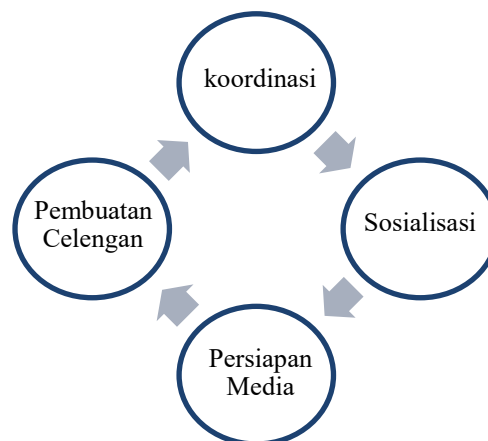 koordinasi
Sosialisasi
Persiapan
Media
Pembuatan
Celengan